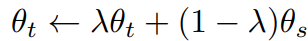 θ_t ← λθ_t + (1 − λ)θ_s